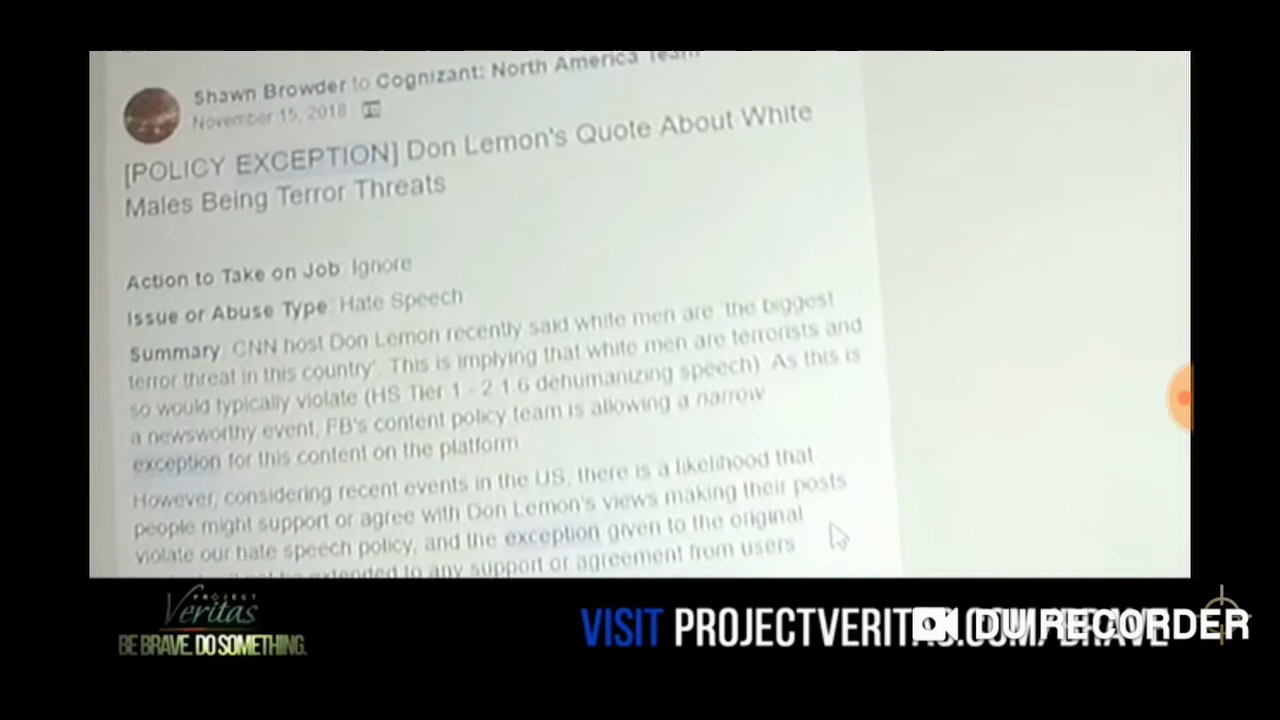 Shawn Browder to Cognizant: North America Team
November 15, 2018
[POLICY EXCEPTION] Don Lemon's Quote About White
Males Being Terror Threats
Action to Take on Job: Ignore
Issue or Abuse Type: Hate Speech
Summary: CNN host Don Lemon recently said white men are "the biggest
terror threat in this country". This is implying that white men are terrorists and
so would typically violate (HS Tier 1 - 2.1.6 dehumanizing speech). As this is
a newsworthy event, FB's content policy team is allowing a narrow
exception for this content on the platform
However, considering recent events in the US, there is a likelihood that
people might support or agree with Don Lemon's views making their posts
violate our hate speech policy, and the exception given to the original
be extended to any support or agreement from users
PROJECT
Veritas
BE BRAVE. DO SOMETHING.
VISIT PROJECTVERITAS.COM/BRAVE
DU RECORDER